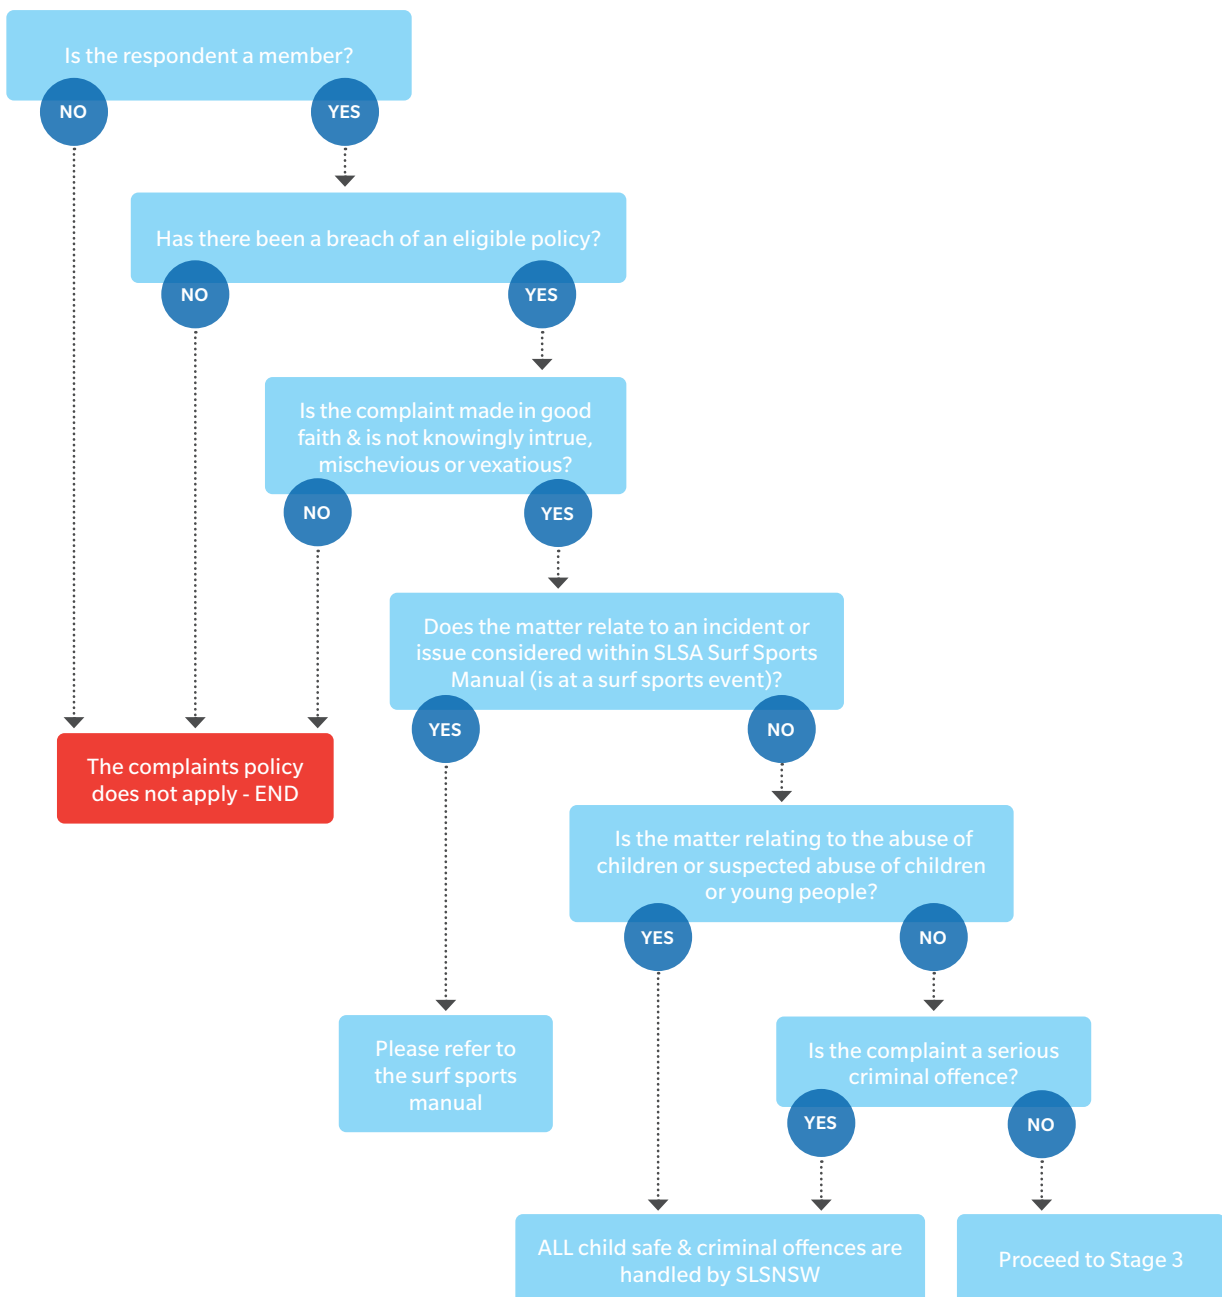 Is the respondent a member?
NO
YES
Has there been a breach of an eligible policy?
NO
YES
Is the complaint made in good
faith & is not knowingly intrue,
mischevious or vexatious?
NO
YES
Does the matter relate to an incident or
issue considered within SLSA Surf Sports
Manual (is at a surf sports event)?
YES
NO
The complaints policy
does not apply - END
Is the matter relating to the abuse of
children or suspected abuse of children
or young people?
YES
NO
Please refer to
the surf sports
manual
Is the complaint a serious
criminal offence?
YES
NO
ALL child safe & criminal offences are
handled by SLSNSW
Proceed to Stage 3